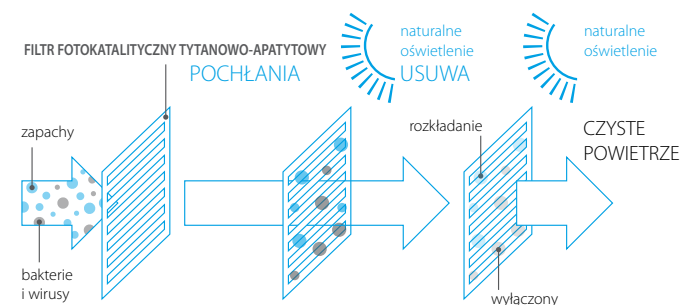 FILTR FOTOKATALITYCZNY TYTANOWO-APATYTOWY
POCHŁANIA
naturalne
oświetlenie
USUWA
naturalne
oświetlenie
zapachy
rozkładanie
CZYSTE
POWIETRZE
bakterie
i wirusy
wyłączony